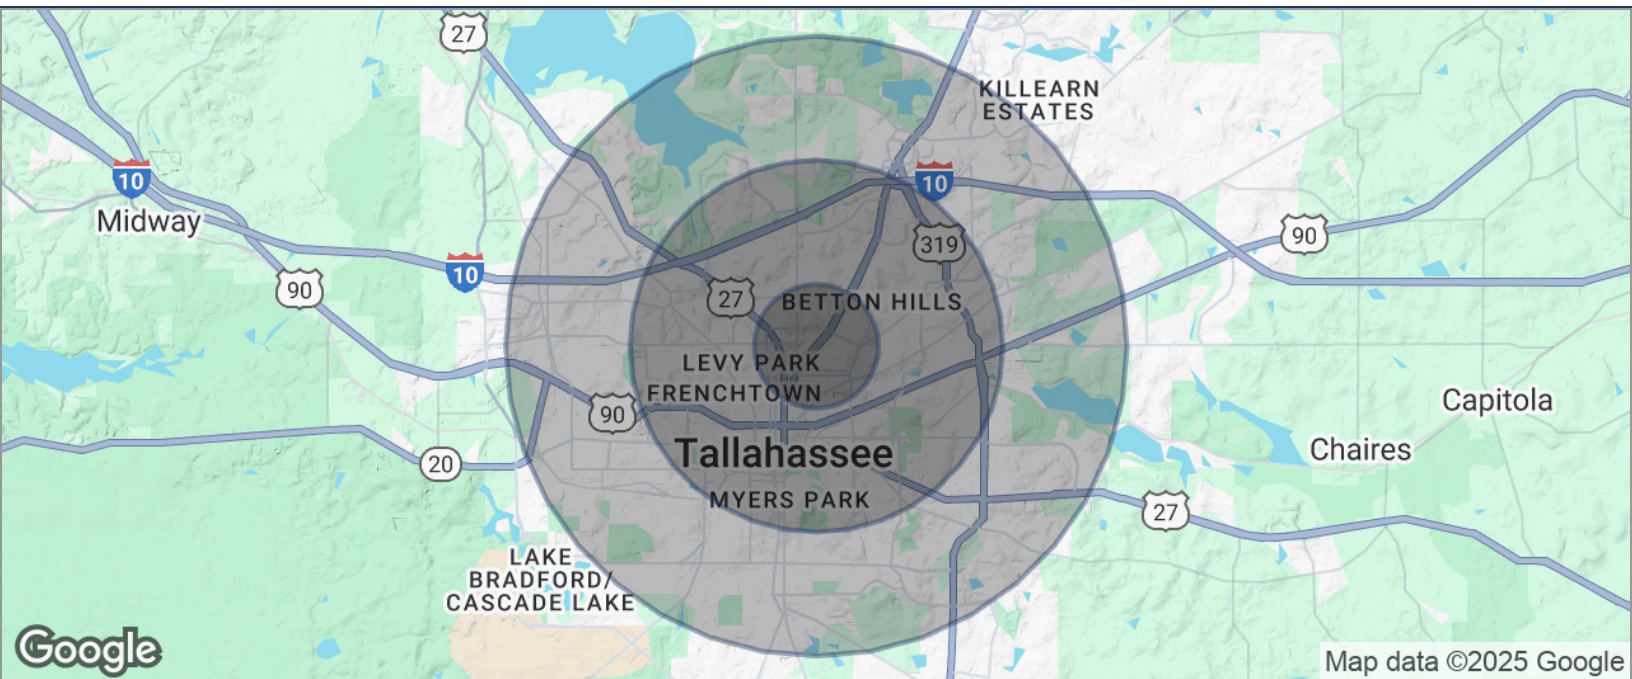 27
KILLEARN
ESTATES
10
10
Midway
319
90
10
90
27
BETTON HILLS
LEVY PARK
FRENCHTOWN
90
Capitola
Tallahassee
Chaires
20
MYERS PARK
27
LAKE
BRADFORD/
CASCADE LAKE
Google
Map data ©2025 Google